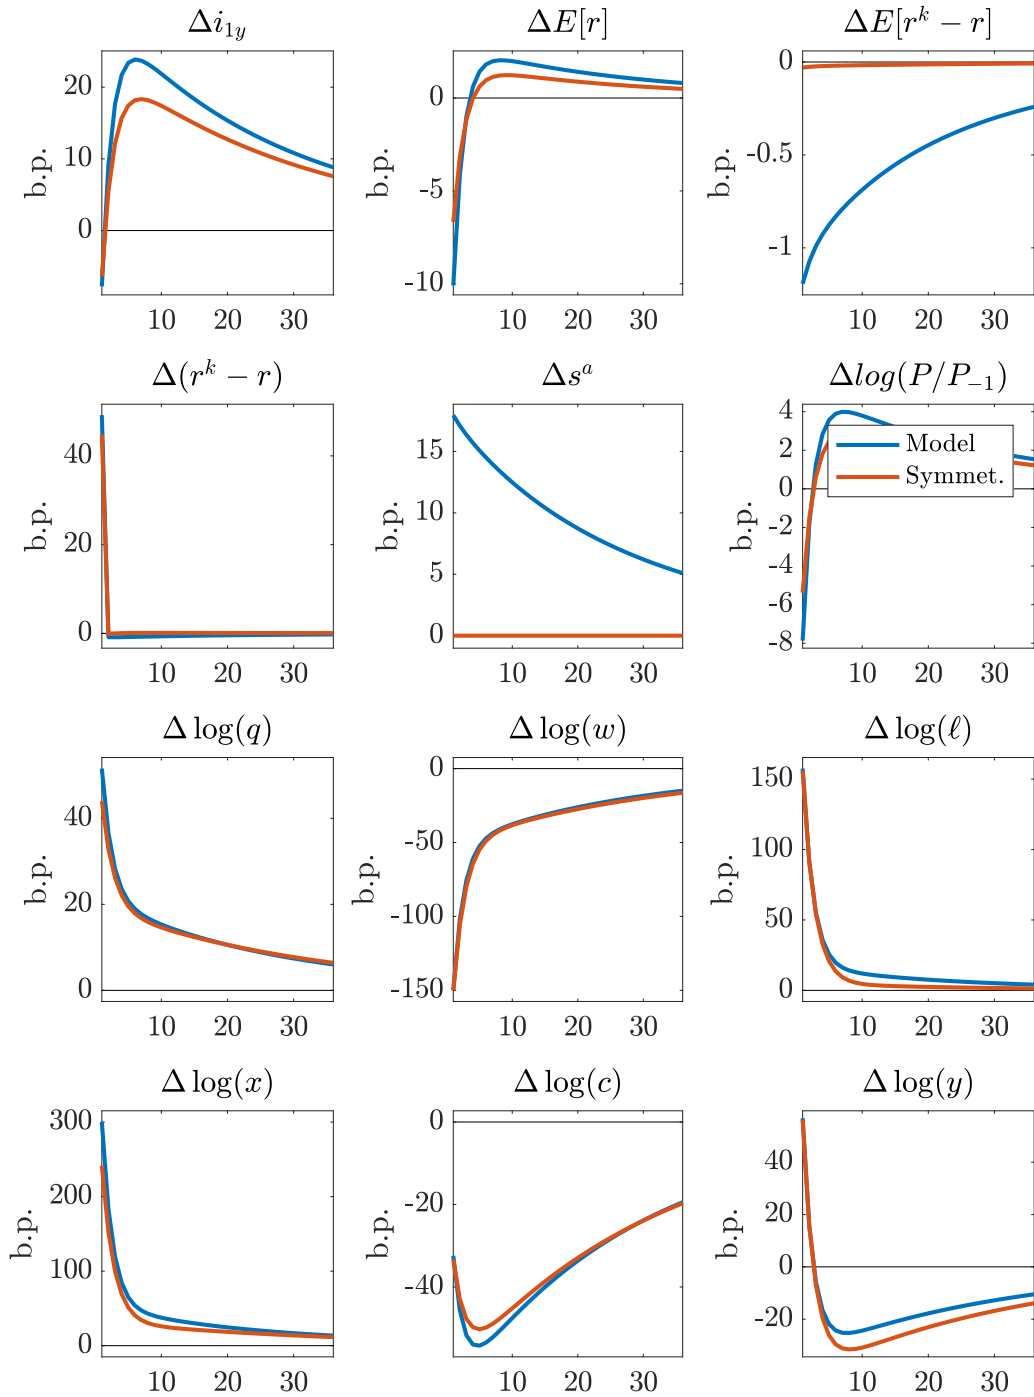 Δi_{1y} ΔE[r] ΔE[r^k − r]
b.p. 20 10 0 10 20 30
b.p. 0 -5 -10 10 20 30
b.p. 0 -0.5 -1 10 20 30
Δ(r^k − r) Δs^a Δlog(P/P_{−1})
b.p. 40 20 0 10 20 30
b.p. 15 10 5 0 10 20 30
b.p. 4 2 0 -2 -4 -6 -8 10 20 30
Model
Symmet.
Δ log(q) Δ log(w) Δ log(ℓ)
b.p. 40 20 0 10 20 30
b.p. 0 -50 -100 -150 10 20 30
b.p. 150 100 50 0 10 20 30
Δ log(x) Δ log(c) Δ log(y)
b.p. 300 200 100 0 10 20 30
b.p. 0 -20 -40 10 20 30
b.p. 40 20 0 -20 10 20 30